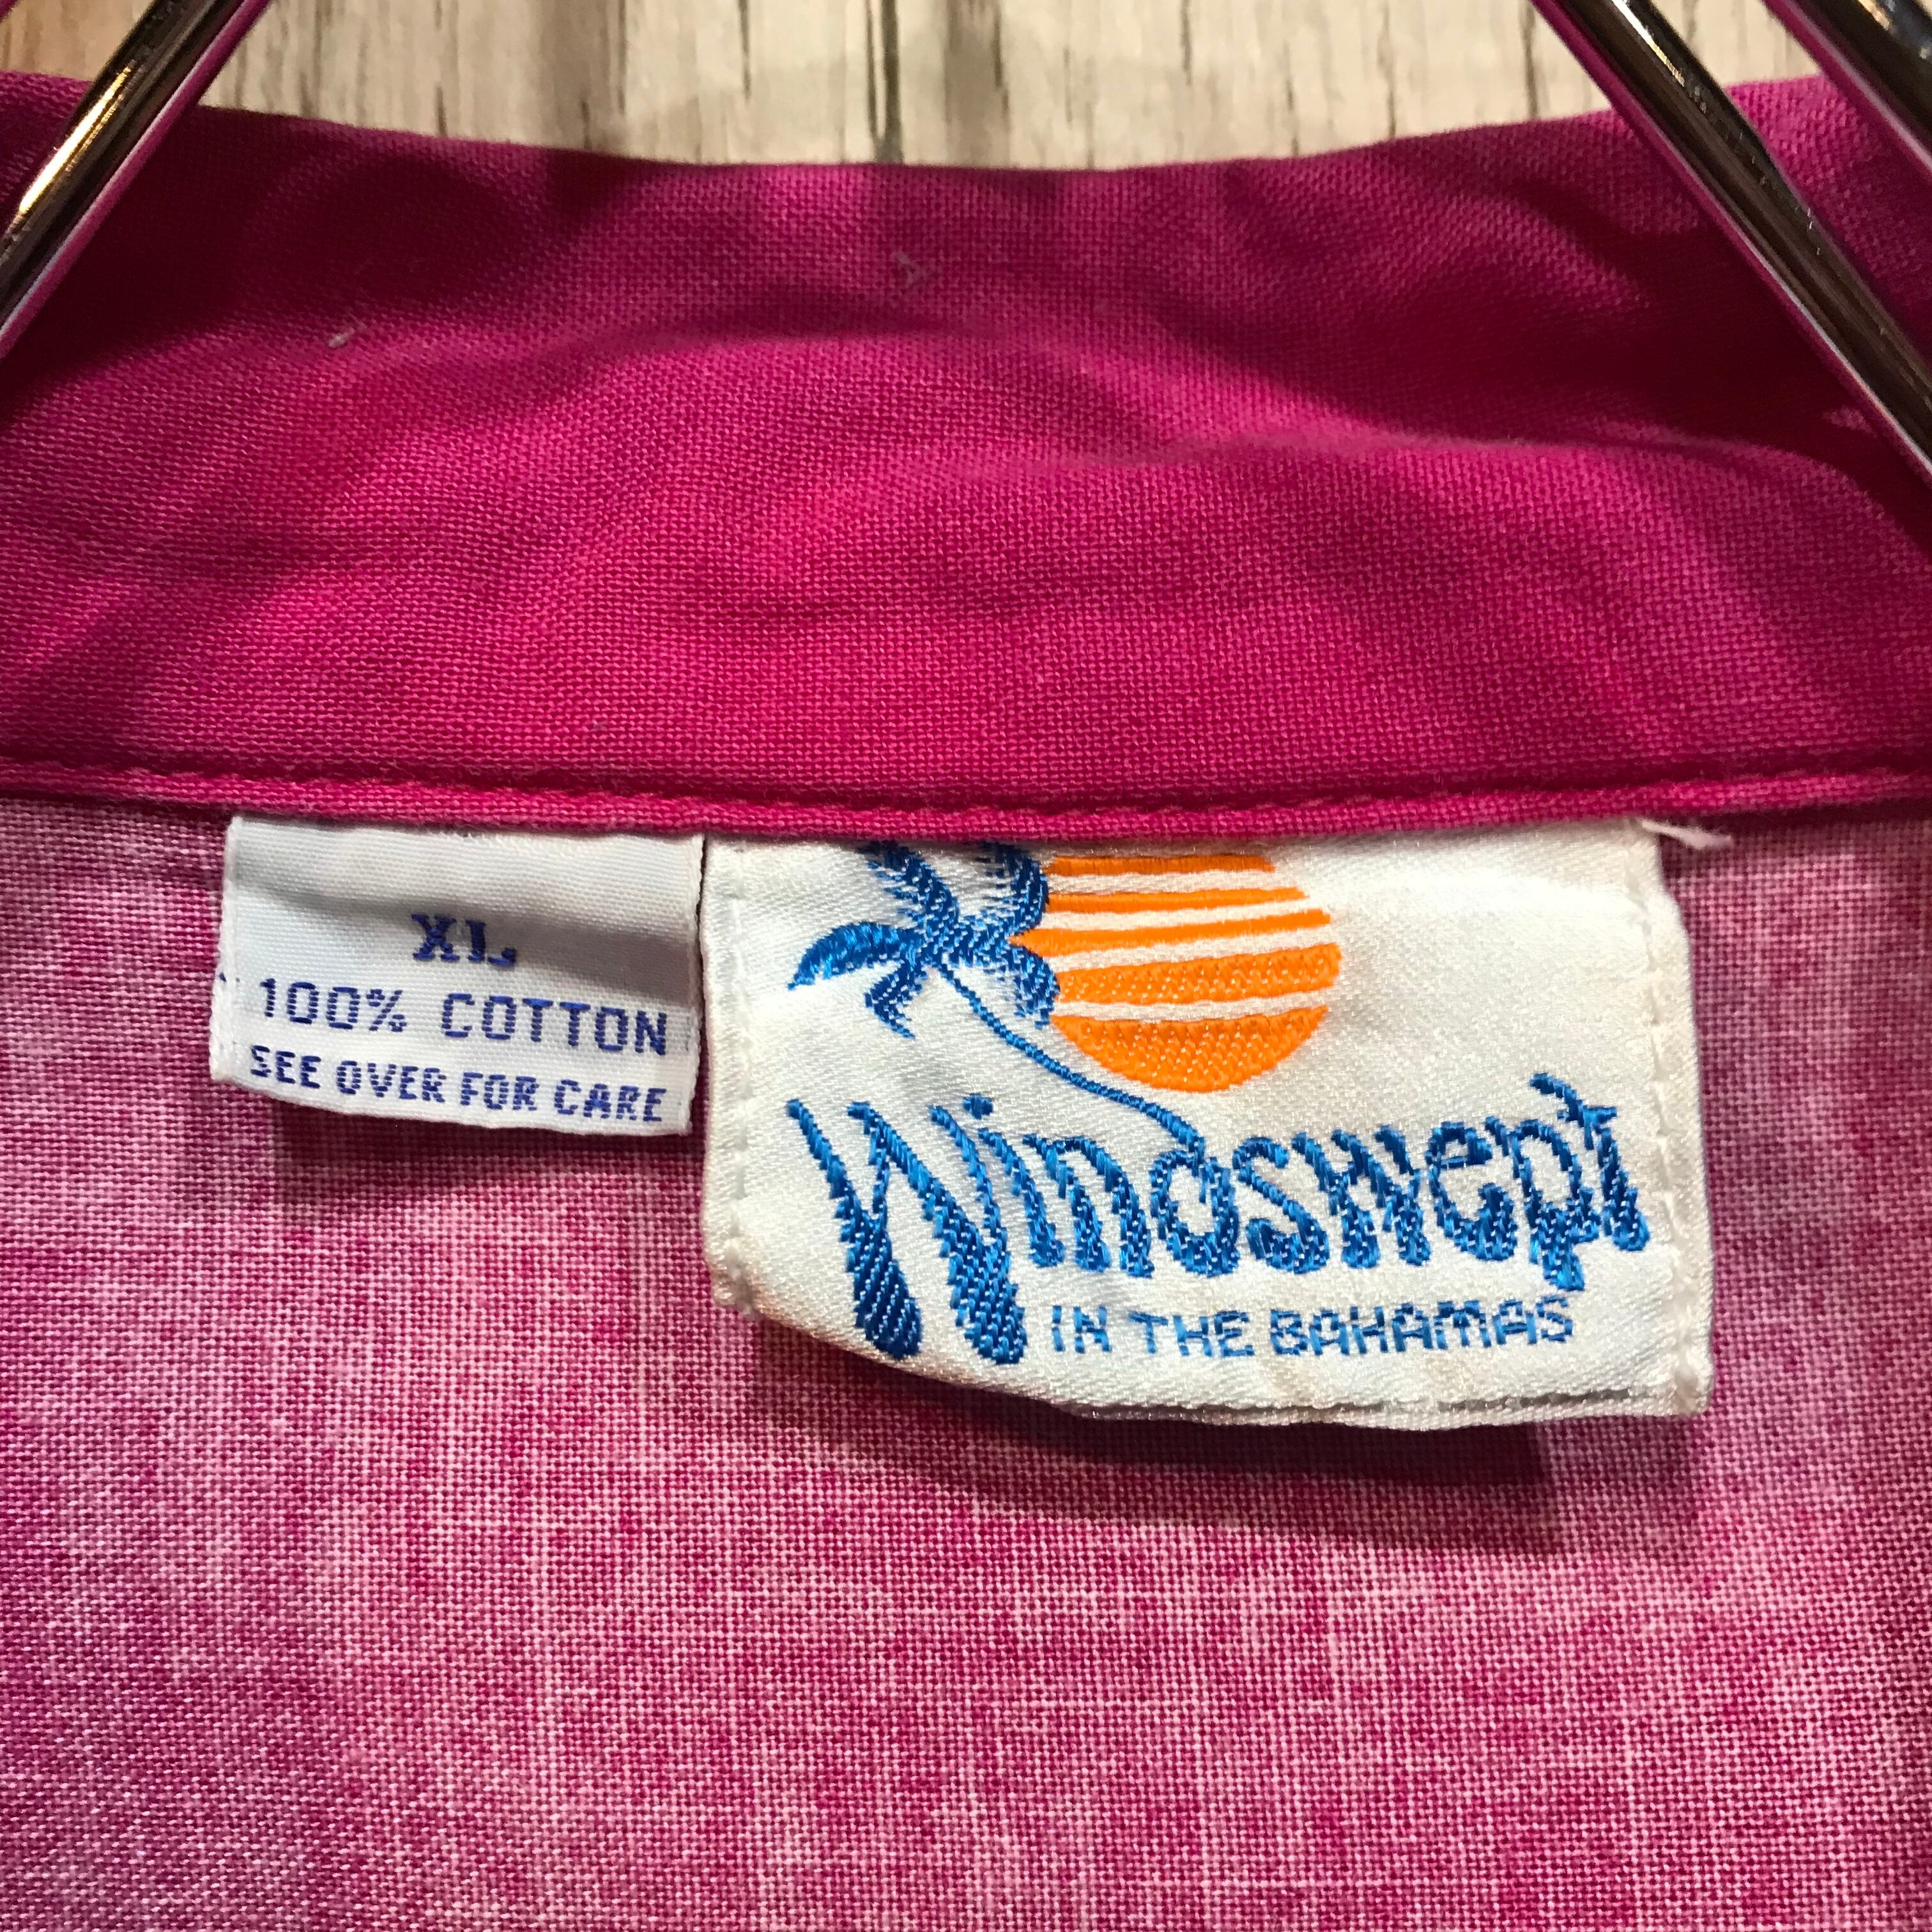 XL
100% COTTON
SEE OVER FOR CARE
Windswept
IN THE BAHAMAS